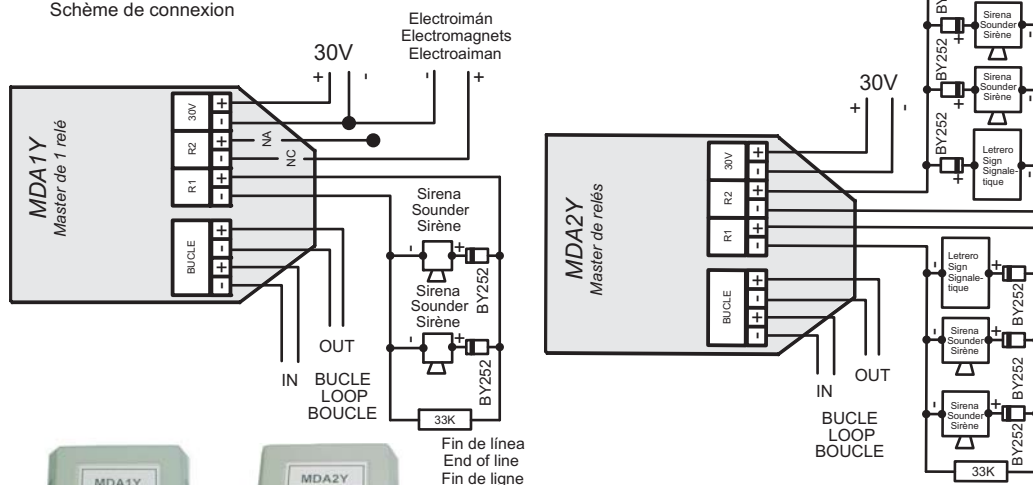 Schème de connexion
Electroimán
Electromagnets
Electroaiman
30V
+ - - +
MDA1Y
Master de 1 relé
30V
+
-
R2
+
-
NA
NC
R1
+
-
BUCLE
+
-
+
-
IN
OUT
BUCLE
LOOP
BOUCLE
Sirena
Sounder
Sirène
- +
BY252
Sirena
Sounder
Sirène
- +
BY252
33K
Fin de línea
End of line
Fin de ligne
MDA1Y
MDA2Y
30V
+ -
MDA2Y
Master de relés
30V
+
-
R2
+
-
R1
+
-
BUCLE
+
-
+
-
IN
OUT
BUCLE
LOOP
BOUCLE
Sirena
Sounder
Sirène
+ -
BY252
Sirena
Sounder
Sirène
+ -
BY252
Letrero
Sign
Signale-
tique
+ -
BY252
Letrero
Sign
Signale-
tique
- +
BY252
Sirena
Sounder
Sirène
- +
BY252
Sirena
Sounder
Sirène
- +
BY252
33K